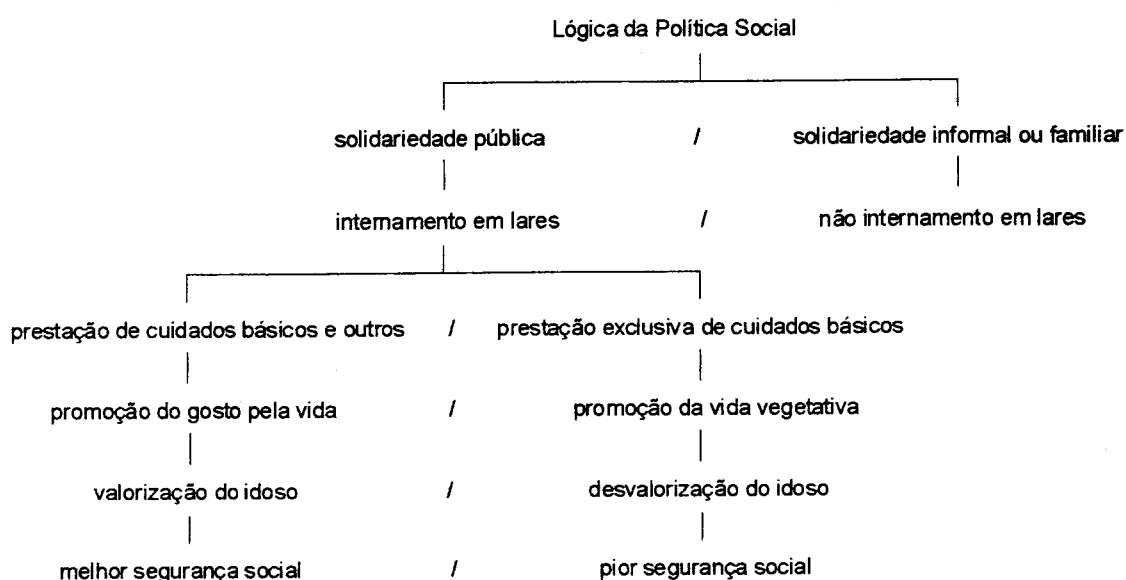 Lógica da Política Social
solidariedade pública / solidariedade informal ou familiar
internamento em lares / não internamento em lares
prestação de cuidados básicos e outros / prestação exclusiva de cuidados básicos
promoção do gosto pela vida / promoção da vida vegetativa
valorização do idoso / desvalorização do idoso
melhor segurança social / pior segurança social